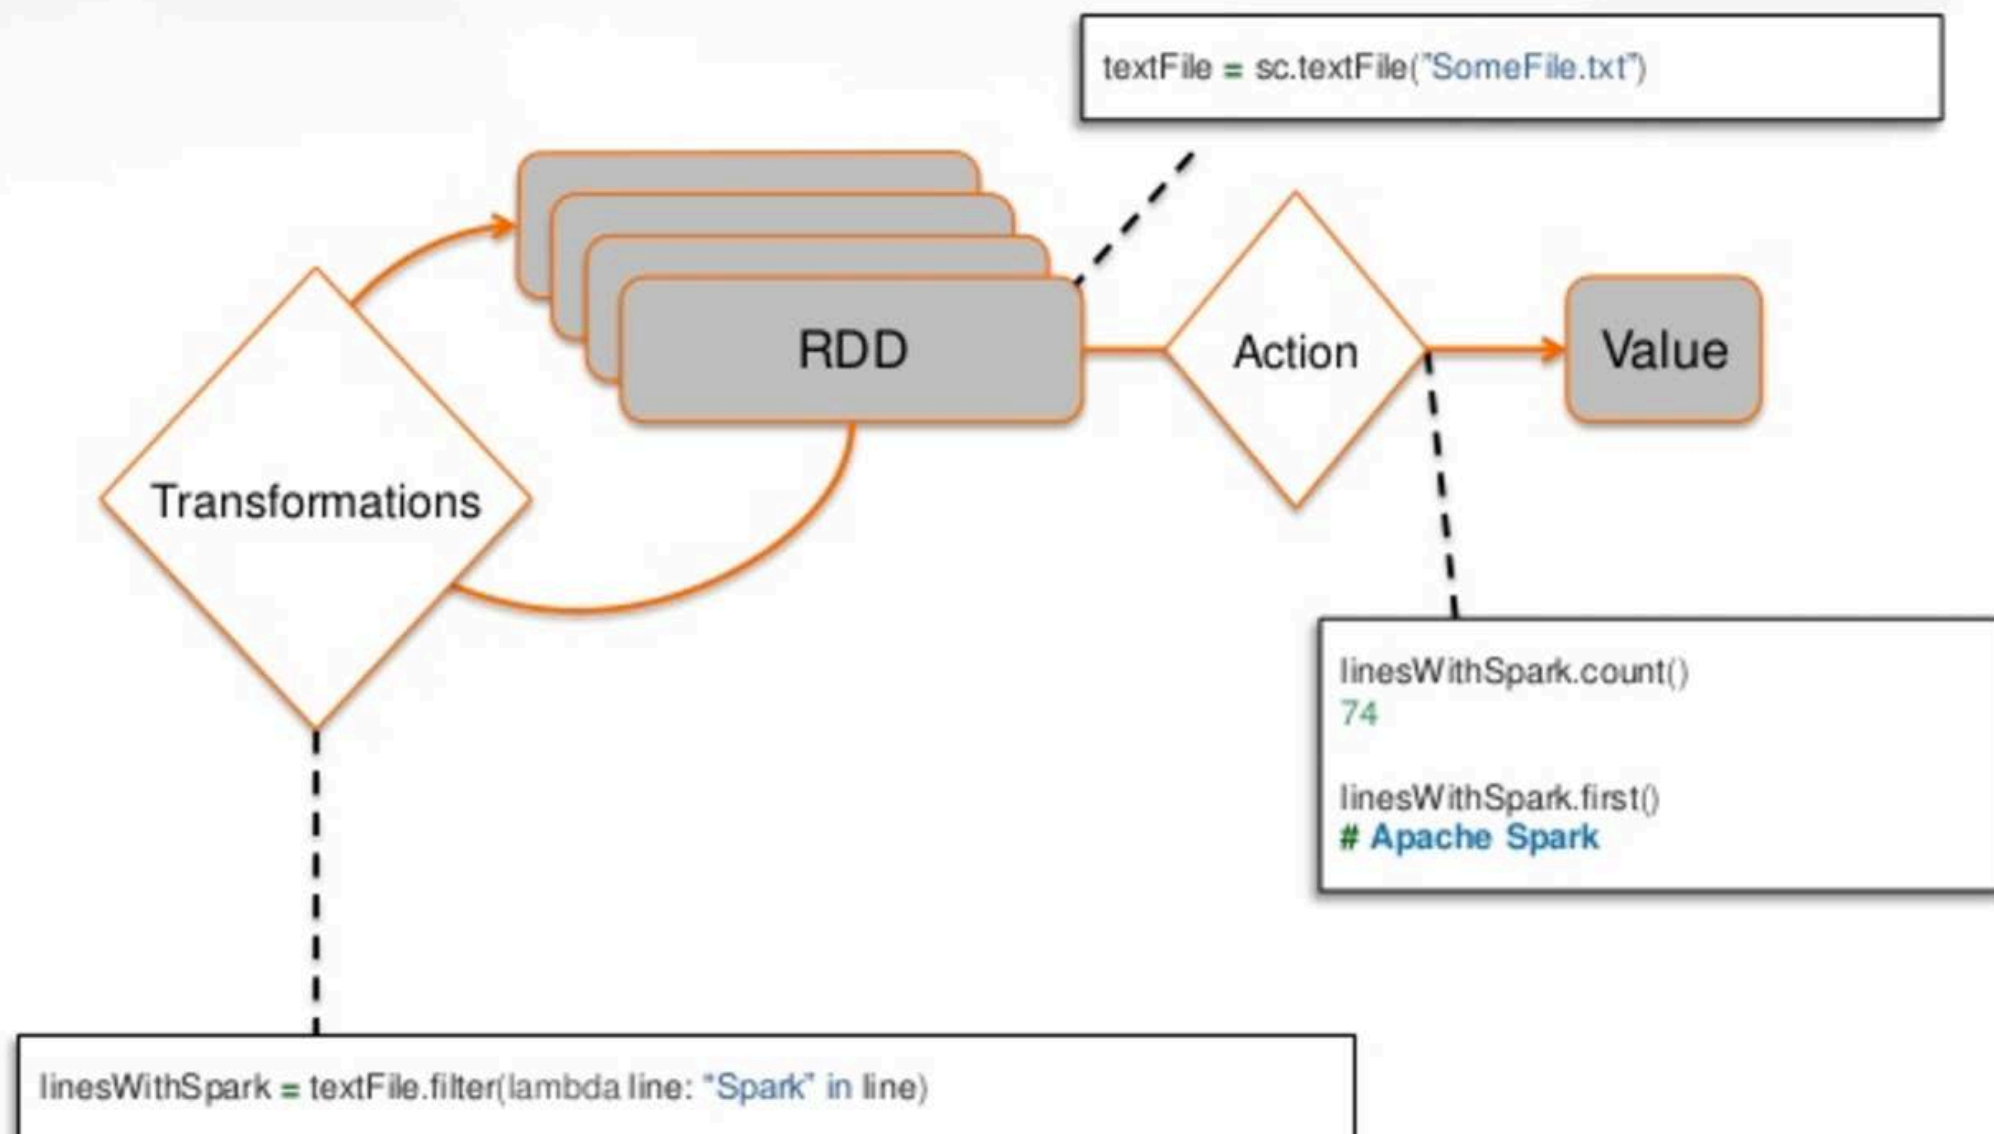 textFile = sc.textFile("SomeFile.txt")
RDD
Action
Value
Transformations
linesWithSpark.count()
74
linesWithSpark.first()
# Apache Spark
linesWithSpark = textFile.filter(lambda line: "Spark" in line)